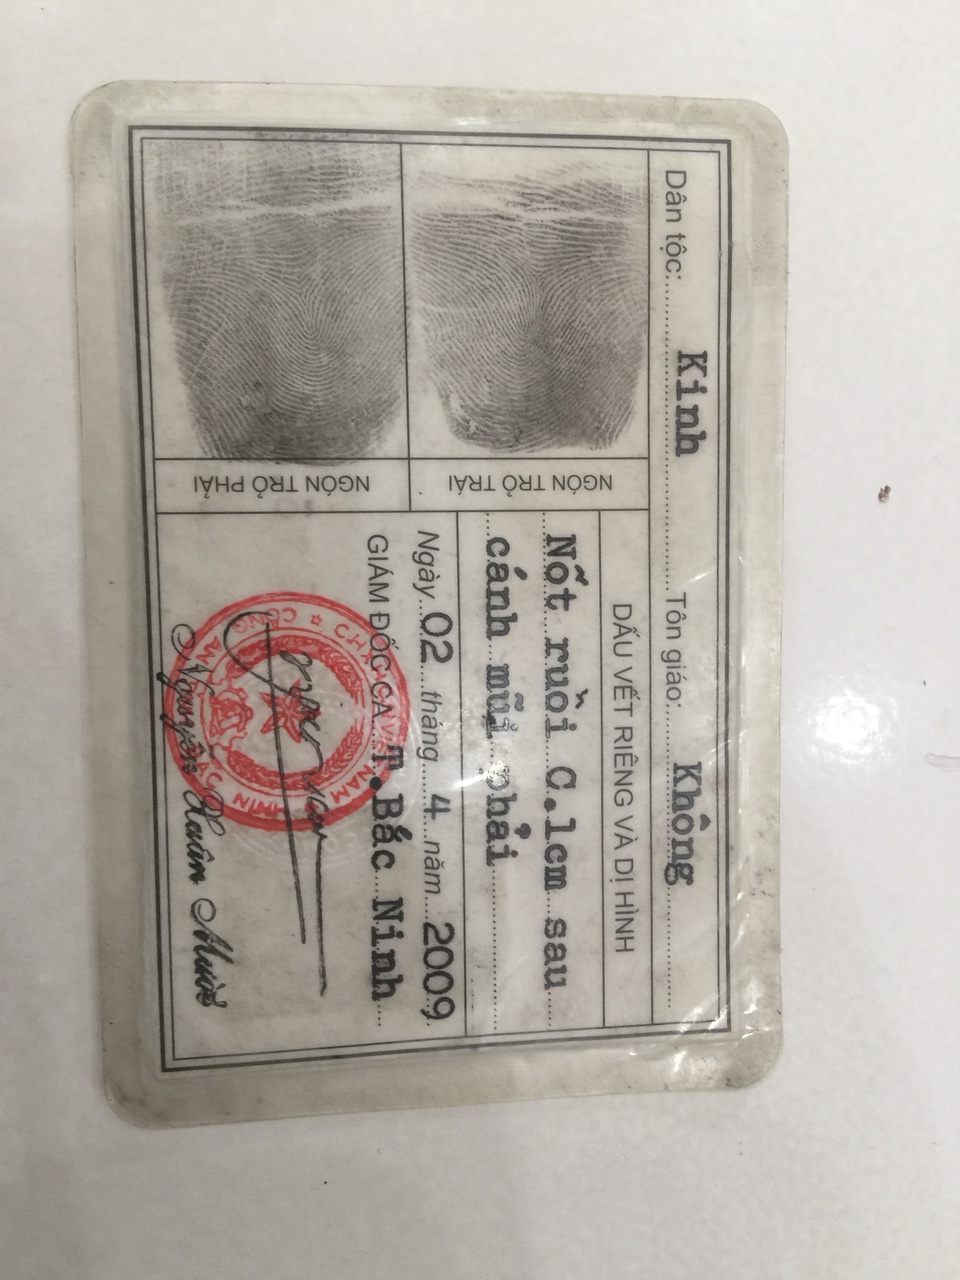 Dân tộc: Kinh Tôn giáo: Không
NGÓN TRỎ TRÁI
NGÓN TRỎ PHẢI
DẤU VẾT RIÊNG VÀ DỊ HÌNH
Nốt ruồi C.1cm sau
cánh mũi phải
Ngày 02 tháng 4 năm 2009
GIÁM ĐỐC CA T.Bắc Ninh
Nguyễn Xuân Mười